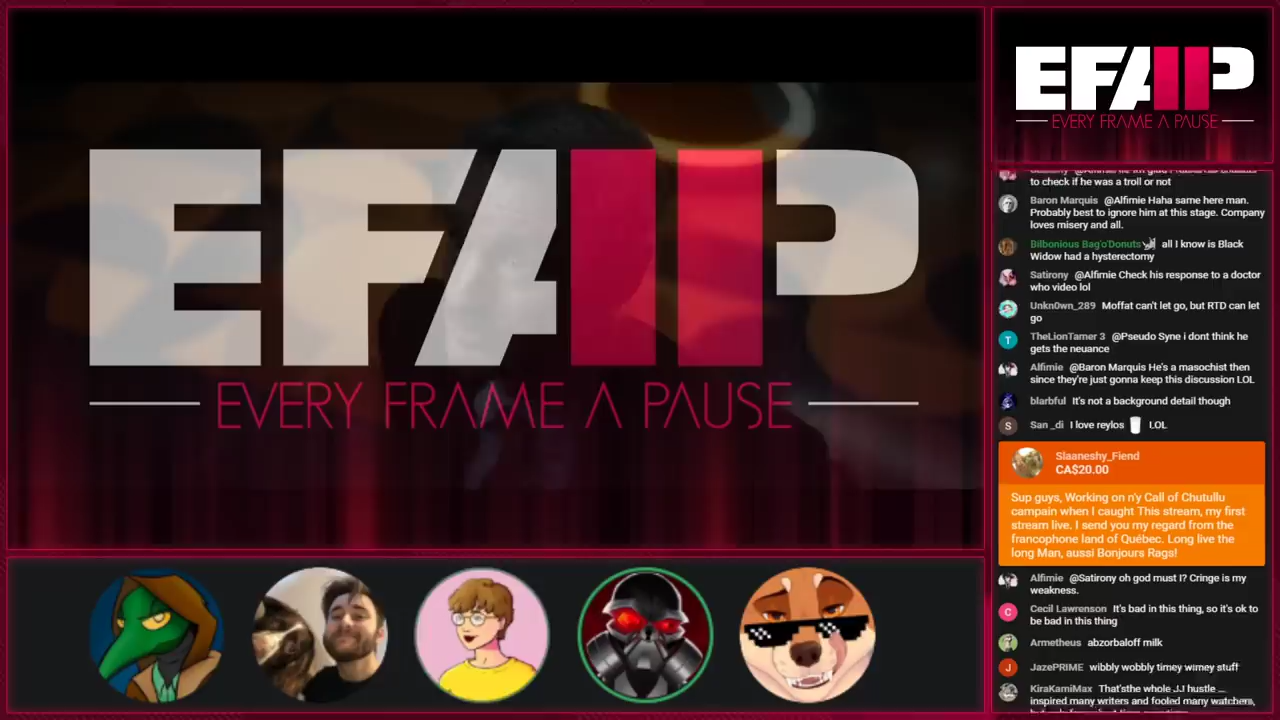 EFAP
EVERY FRAME A PAUSE
EFAP
EVERY FRAME A PAUSE
to check if he was a troll or not
Baron Marquis @Alfimie Haha same here man.
Probably best to ignore him at this stage. Company
loves misery and all.
Bilbonious Bag'o'Donuts all I know is Black
Widow had a hysterectomy
Satirony @Alfimie Check his response to a doctor
who video lol
Unkn0wn_289 Moffat can't let go, but RTD can let
go
T
TheLionTamer 3 @Pseudo Syne i dont think he
gets the neuance
Alfimie @Baron Marquis He's a masochist then
since they're just gonna keep this discussion LOL
blarbful It's not a background detail though
S
San _di I love reylos LOL
Slaaneshy_Fiend
CA$20.00
Sup guys, Working on n'y Call of Chutullu
campain when I caught This stream, my first
stream live. I send you my regard from the
francophone land of Québec. Long live the
long Man, aussi Bonjours Rags!
Alfimie @Satirony oh god must I? Cringe is my
weakness.
C
Cecil Lawrenson It's bad in this thing, so it's ok to
be bad in this thing
Armetheus abzorbaloff milk
J
JazePRIME wibbly wobbly timey wimey stuff
KiraKamiMax That'sthe whole JJ hustle ...
inspired many writers and fooled many watchers,